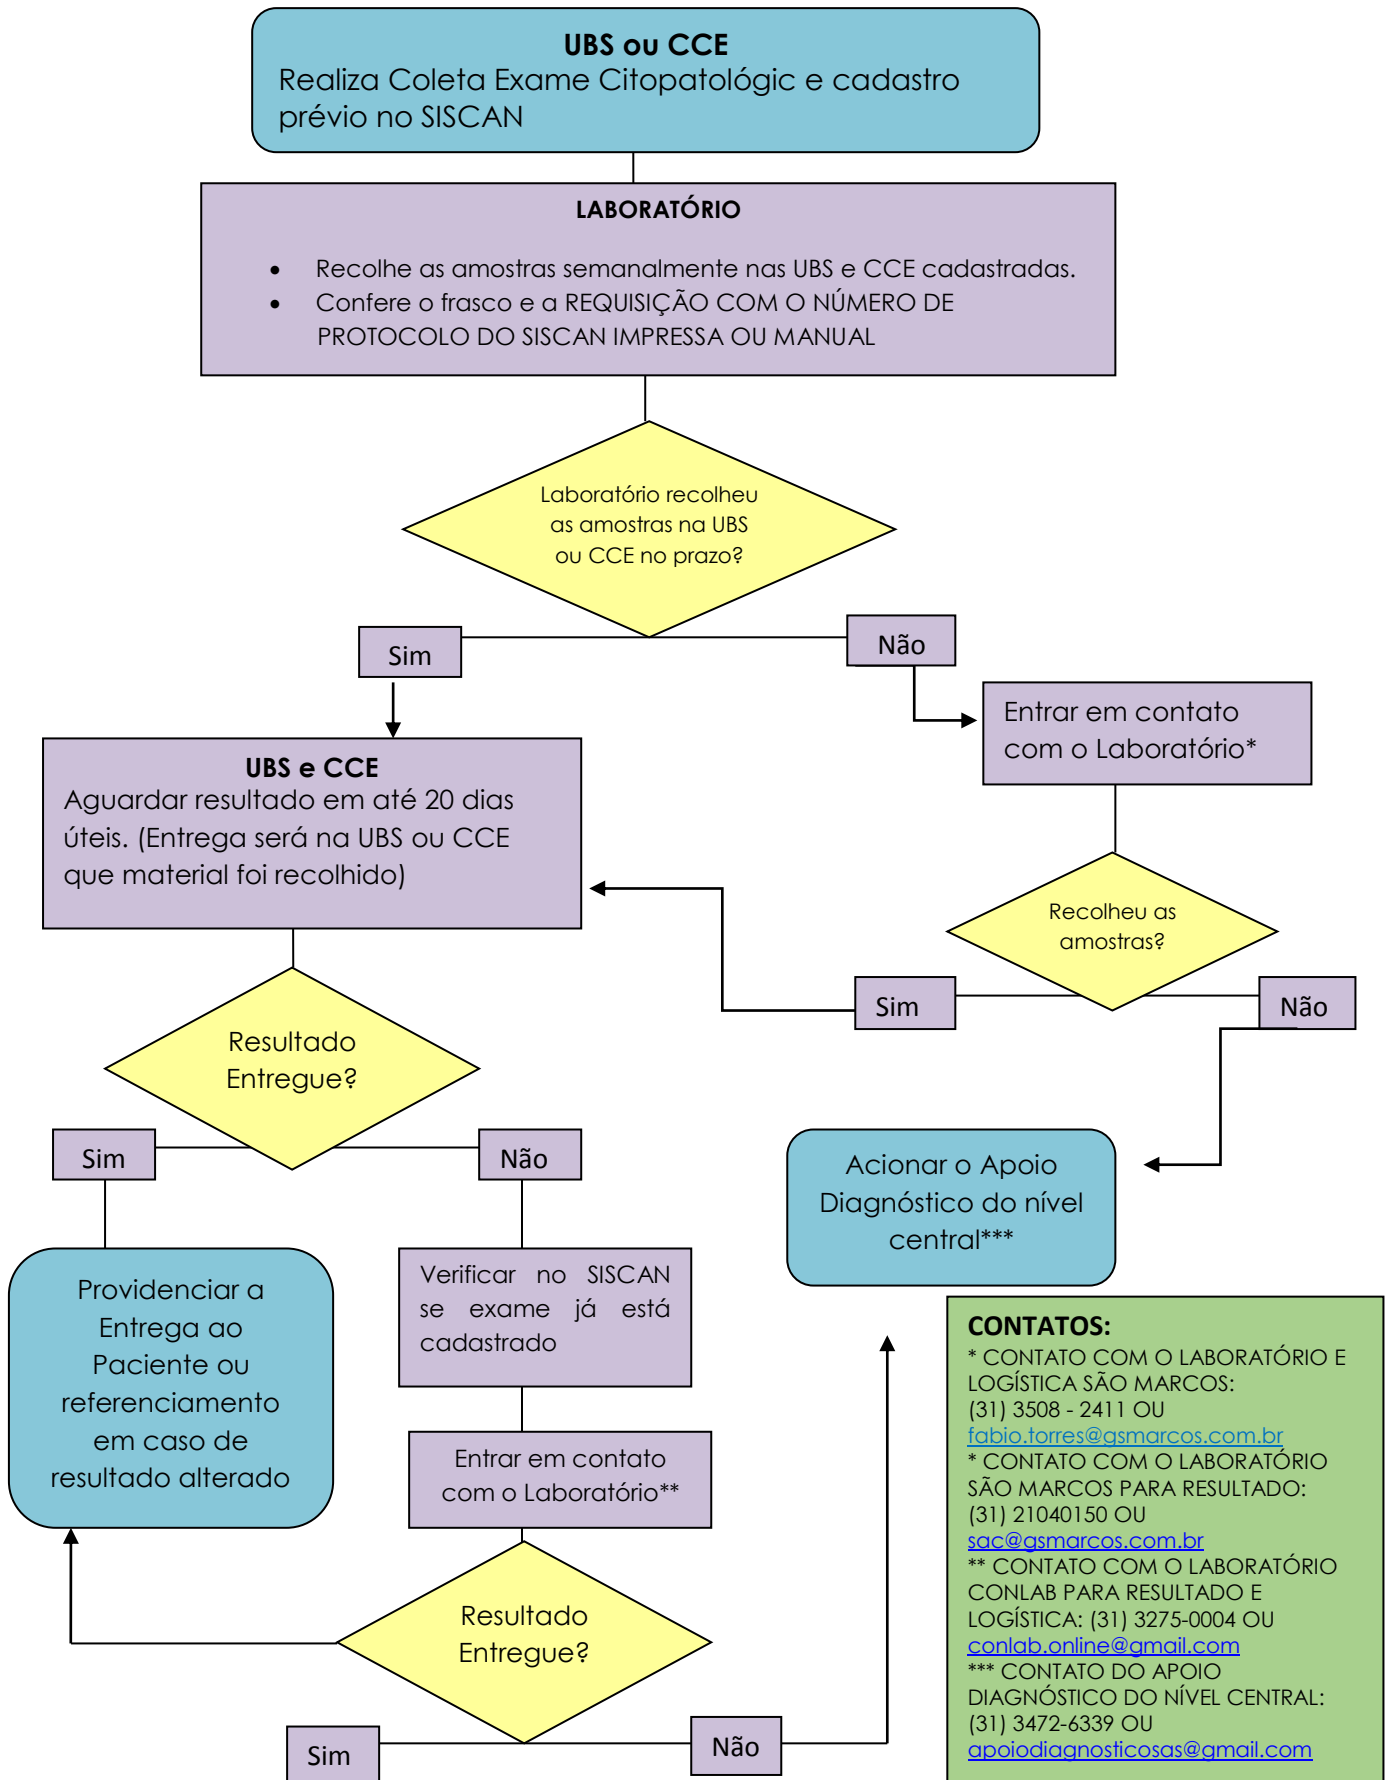 UBS ou CCE
Realiza Coleta Exame Citopatológic e cadastro
prévio no SISCAN
LABORATÓRIO
• Recolhe as amostras semanalmente nas UBS e CCE cadastradas.
• Confere o frasco e a REQUISIÇÃO COM O NÚMERO DE
PROTOCOLO DO SISCAN IMPRESSA OU MANUAL
Laboratório recolheu
as amostras na UBS
ou CCE no prazo?
Sim
Não
Entrar em contato
com o Laboratório*
UBS e CCE
Aguardar resultado em até 20 dias
úteis. (Entrega será na UBS ou CCE
que material foi recolhido)
Recolheu as
amostras?
Sim
Não
Resultado
Entregue?
Sim
Não
Acionar o Apoio
Diagnóstico do nível
central***
Providenciar a
Entrega ao
Paciente ou
referenciamento
em caso de
resultado alterado
Verificar no SISCAN
se exame já está
cadastrado
Entrar em contato
com o Laboratório**
Resultado
Entregue?
Sim
Não
CONTATOS:
* CONTATO COM O LABORATÓRIO E
LOGÍSTICA SÃO MARCOS:
(31) 3508 - 2411 OU
fabio.torres@gsmarcos.com.br
* CONTATO COM O LABORATÓRIO
SÃO MARCOS PARA RESULTADO:
(31) 21040150 OU
sac@gsmarcos.com.br
** CONTATO COM O LABORATÓRIO
CONLAB PARA RESULTADO E
LOGÍSTICA: (31) 3275-0004 OU
conlab.online@gmail.com
*** CONTATO DO APOIO
DIAGNÓSTICO DO NÍVEL CENTRAL:
(31) 3472-6339 OU
apoiodiagnosticosas@gmail.com